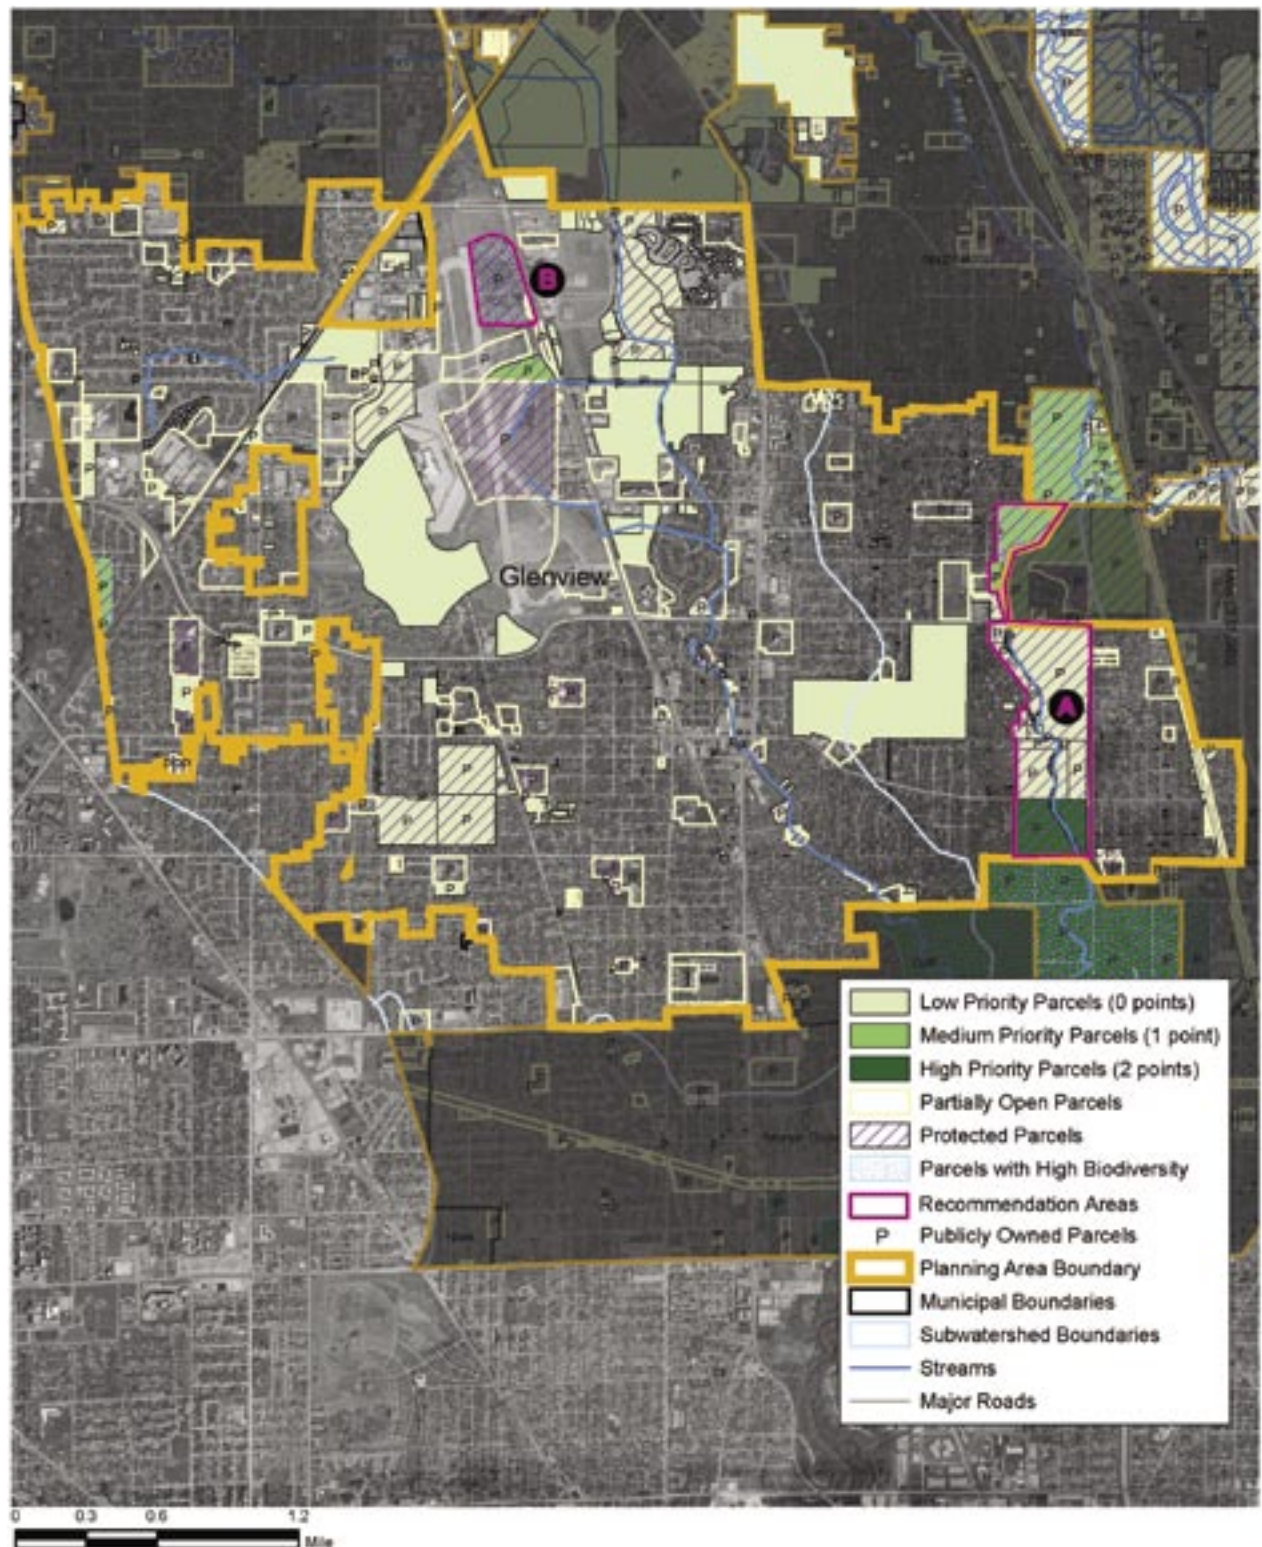 B
Glenview
A
Low Priority Parcels (0 points)
Medium Priority Parcels (1 point)
High Priority Parcels (2 points)
Partially Open Parcels
Protected Parcels
Parcels with High Biodiversity
Recommendation Areas
P Publicly Owned Parcels
Planning Area Boundary
Municipal Boundaries
Subwatershed Boundaries
Streams
Major Roads
0 0.3 0.6 1.2
Mile